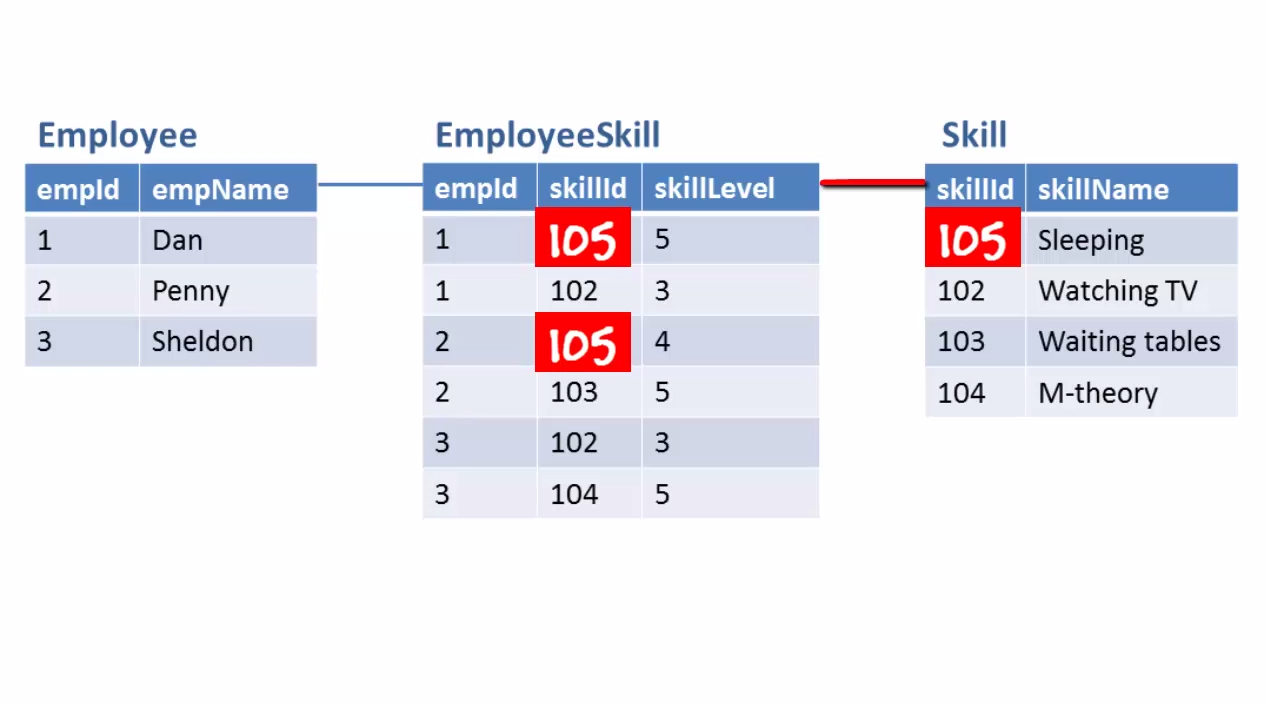 Employee
empId empName
1 Dan
2 Penny
3 Sheldon
EmployeeSkill
empId skillId skillLevel
1 105 5
1 102 3
2 105 4
2 103 5
3 102 3
3 104 5
Skill
skillId skillName
105 Sleeping
102 Watching TV
103 Waiting tables
104 M-theory